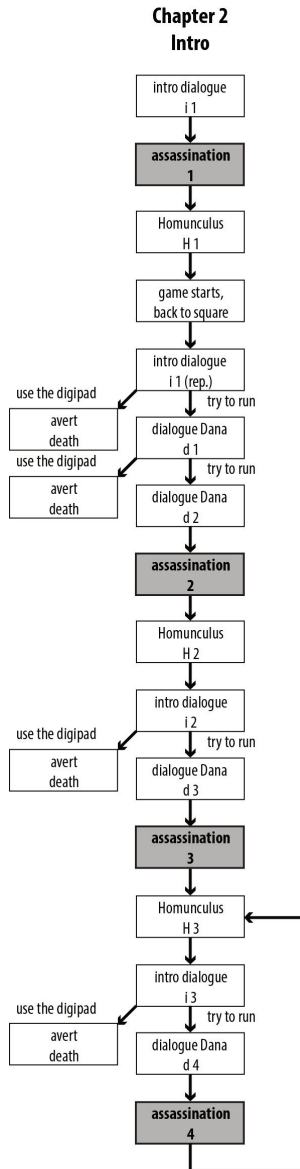 Chapter 2
Intro
intro dialogue
i 1
assassination
1
Homunculus
H 1
game starts,
back to square
intro dialogue
i 1 (rep.)
use the digipad
try to run
avert
death
dialogue Dana
d 1
use the digipad
try to run
avert
death
dialogue Dana
d 2
assassination
2
Homunculus
H 2
intro dialogue
i 2
use the digipad
try to run
avert
death
dialogue Dana
d 3
assassination
3
Homunculus
H 3
intro dialogue
i 3
use the digipad
try to run
avert
death
dialogue Dana
d 4
assassination
4